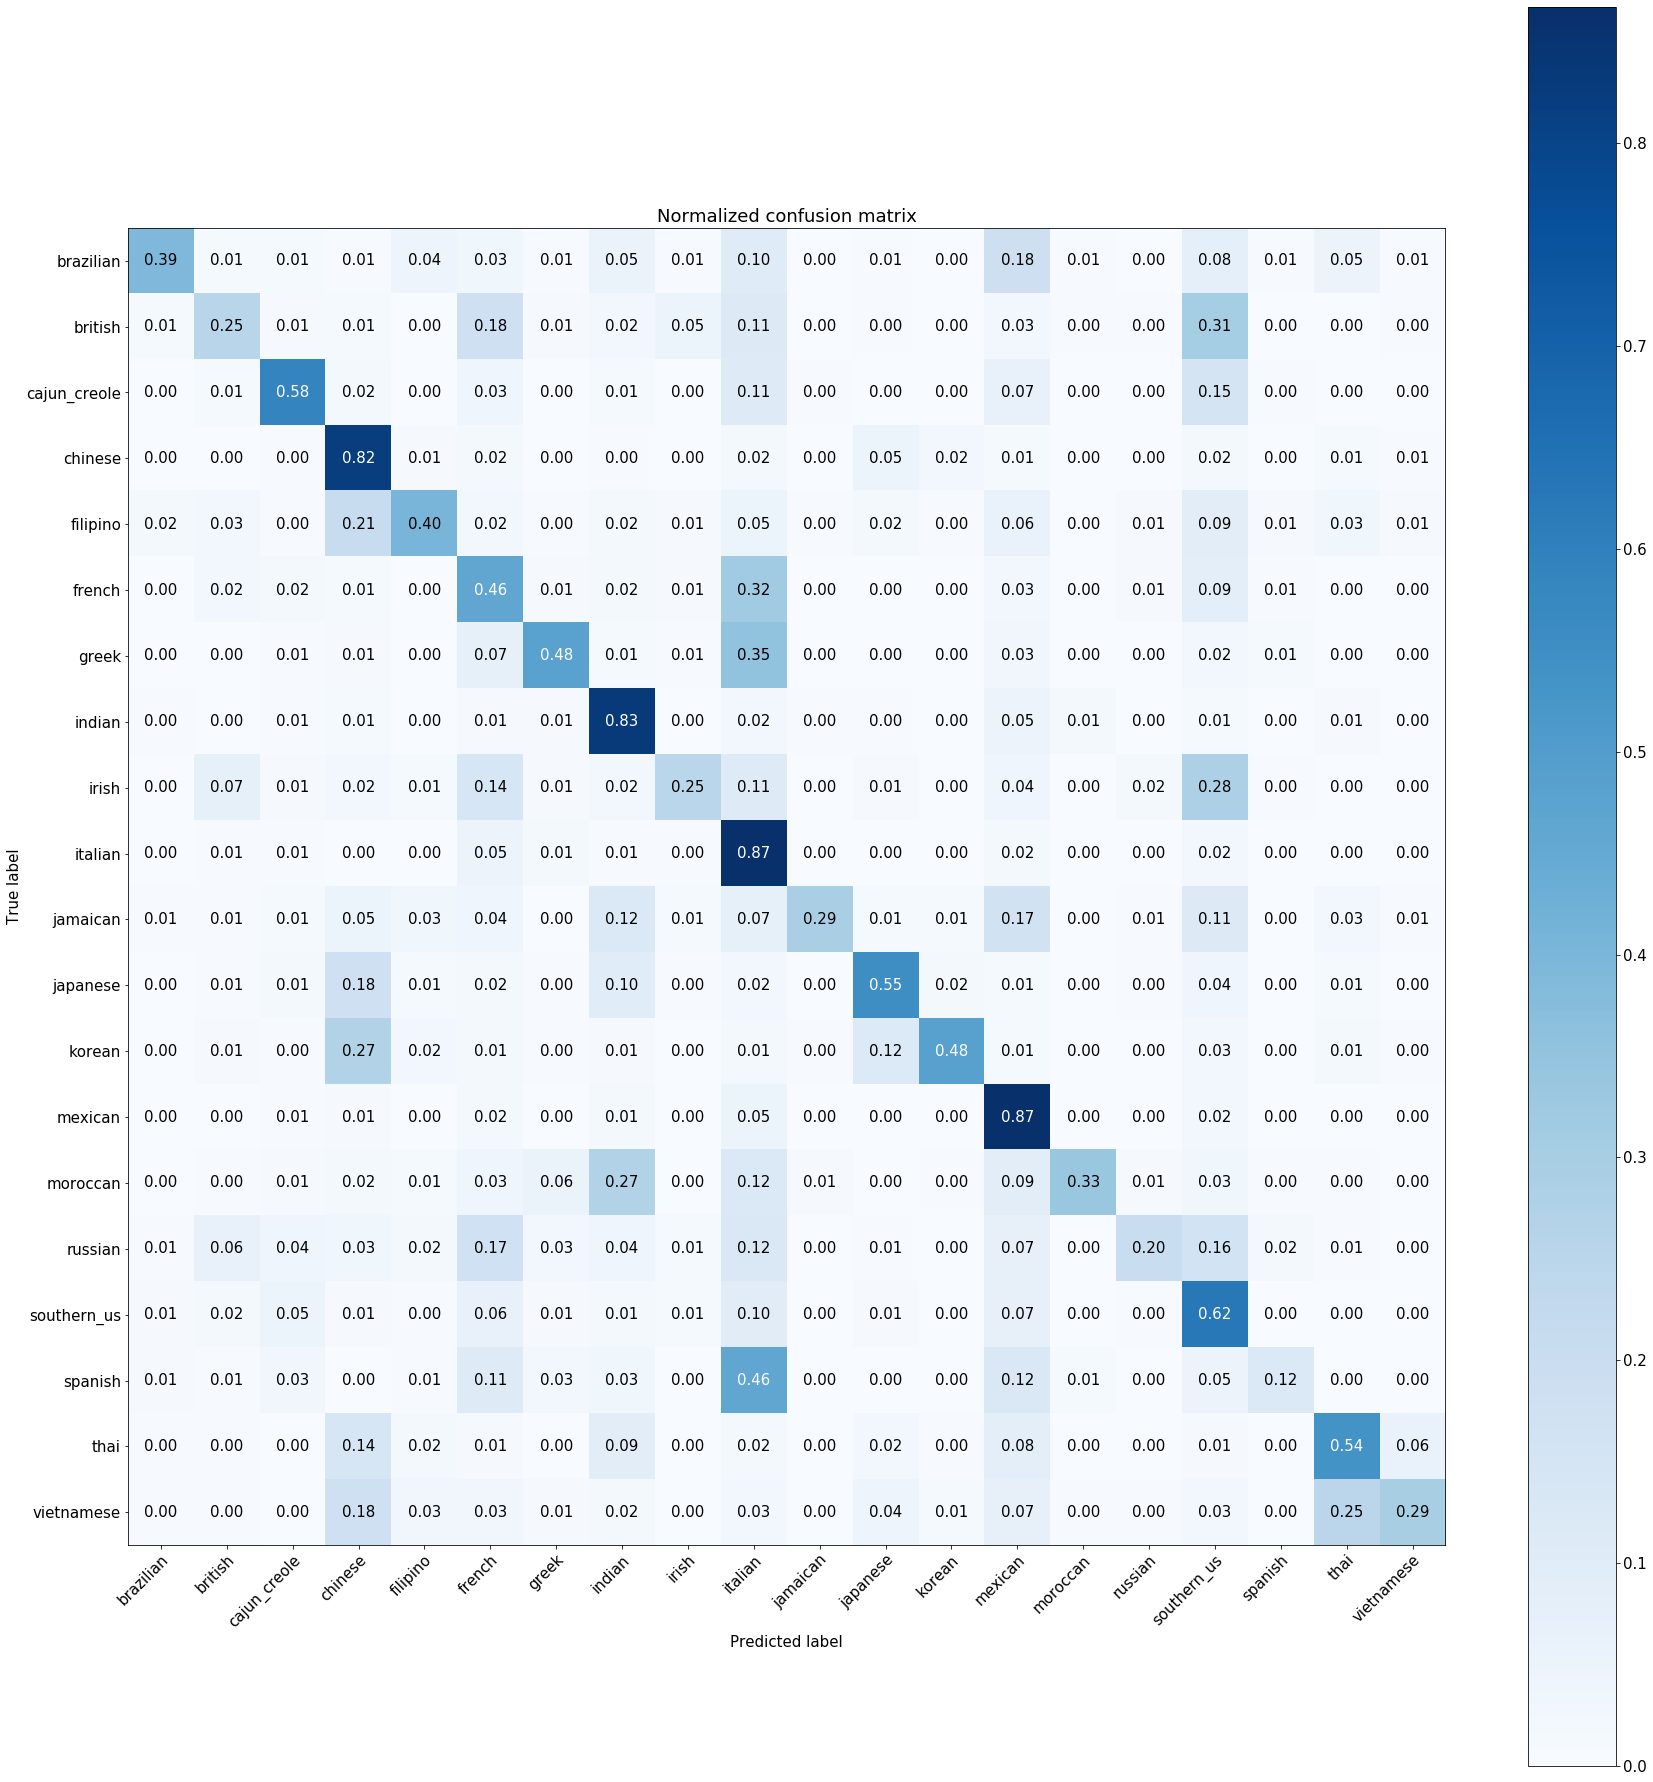 Normalized confusion matrix
brazilian 0.39 0.01 0.01 0.01 0.04 0.03 0.01 0.05 0.01 0.10 0.00 0.01 0.00 0.18 0.01 0.00 0.08 0.01 0.05 0.01
british 0.01 0.25 0.01 0.01 0.00 0.18 0.01 0.02 0.05 0.11 0.00 0.00 0.00 0.03 0.00 0.00 0.31 0.00 0.00 0.00
cajun_creole 0.00 0.01 0.58 0.02 0.00 0.03 0.00 0.01 0.00 0.11 0.00 0.00 0.00 0.07 0.00 0.00 0.15 0.00 0.00 0.00
chinese 0.00 0.00 0.00 0.82 0.01 0.02 0.00 0.00 0.00 0.02 0.00 0.05 0.02 0.01 0.00 0.00 0.02 0.00 0.01 0.01
filipino 0.02 0.03 0.00 0.21 0.40 0.02 0.00 0.02 0.01 0.05 0.00 0.02 0.00 0.06 0.00 0.01 0.09 0.01 0.03 0.01
french 0.00 0.02 0.02 0.01 0.00 0.46 0.01 0.02 0.01 0.32 0.00 0.00 0.00 0.03 0.00 0.01 0.09 0.01 0.00 0.00
greek 0.00 0.00 0.01 0.01 0.00 0.07 0.48 0.01 0.01 0.35 0.00 0.00 0.00 0.03 0.00 0.00 0.02 0.01 0.00 0.00
indian 0.00 0.00 0.01 0.01 0.00 0.01 0.01 0.83 0.00 0.02 0.00 0.00 0.00 0.05 0.01 0.00 0.01 0.00 0.01 0.00
irish 0.00 0.07 0.01 0.02 0.01 0.14 0.01 0.02 0.25 0.11 0.00 0.01 0.00 0.04 0.00 0.02 0.28 0.00 0.00 0.00
italian 0.00 0.01 0.01 0.00 0.00 0.05 0.01 0.01 0.00 0.87 0.00 0.00 0.00 0.02 0.00 0.00 0.02 0.00 0.00 0.00
jamaican 0.01 0.01 0.01 0.05 0.03 0.04 0.00 0.12 0.01 0.07 0.29 0.01 0.01 0.17 0.00 0.01 0.11 0.00 0.03 0.01
japanese 0.00 0.01 0.01 0.18 0.01 0.02 0.00 0.10 0.00 0.02 0.00 0.55 0.02 0.01 0.00 0.00 0.04 0.00 0.01 0.00
korean 0.00 0.01 0.00 0.27 0.02 0.01 0.00 0.01 0.00 0.01 0.00 0.12 0.48 0.01 0.00 0.00 0.03 0.00 0.01 0.00
mexican 0.00 0.00 0.01 0.01 0.00 0.02 0.00 0.01 0.00 0.05 0.00 0.00 0.00 0.87 0.00 0.00 0.02 0.00 0.00 0.00
moroccan 0.00 0.00 0.01 0.02 0.01 0.03 0.06 0.27 0.00 0.12 0.01 0.00 0.00 0.09 0.33 0.01 0.03 0.00 0.00 0.00
russian 0.01 0.06 0.04 0.03 0.02 0.17 0.03 0.04 0.01 0.12 0.00 0.01 0.00 0.07 0.00 0.20 0.16 0.02 0.01 0.00
southern_us 0.01 0.02 0.05 0.01 0.00 0.06 0.01 0.01 0.01 0.10 0.00 0.01 0.00 0.07 0.00 0.00 0.62 0.00 0.00 0.00
spanish 0.01 0.01 0.03 0.00 0.01 0.11 0.03 0.03 0.00 0.46 0.00 0.00 0.00 0.12 0.01 0.00 0.05 0.12 0.00 0.00
thai 0.00 0.00 0.00 0.14 0.02 0.01 0.00 0.09 0.00 0.02 0.00 0.02 0.00 0.08 0.00 0.00 0.01 0.00 0.54 0.06
vietnamese 0.00 0.00 0.00 0.18 0.03 0.03 0.01 0.02 0.00 0.03 0.00 0.04 0.01 0.07 0.00 0.00 0.03 0.00 0.25 0.29
brazilian british cajun_creole chinese filipino french greek indian irish italian jamaican japanese korean mexican moroccan russian southern_us spanish thai vietnamese
Predicted label
True label
0.8
0.7
0.6
0.5
0.4
0.3
0.2
0.1
0.0